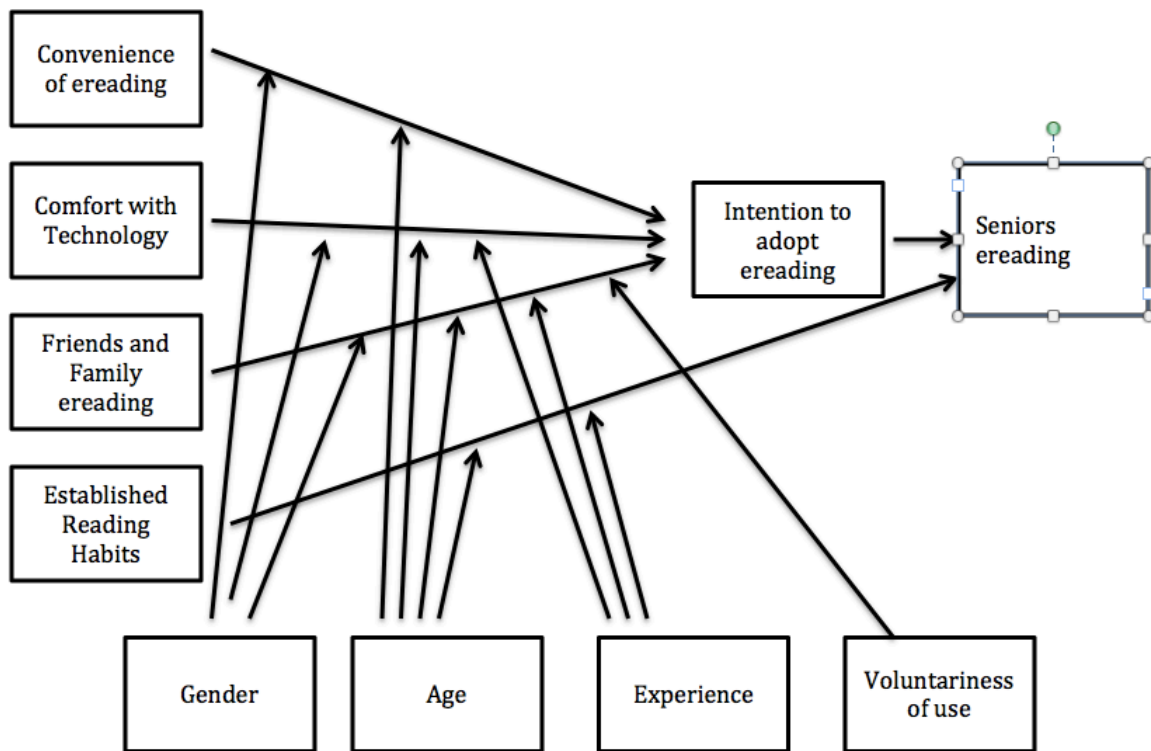 Convenience
of ereading
Comfort with
Technology
Friends and
Family
ereading
Established
Reading
Habits
Intention to
adopt
ereading
Seniors
ereading
Gender
Age
Experience
Voluntariness
of use